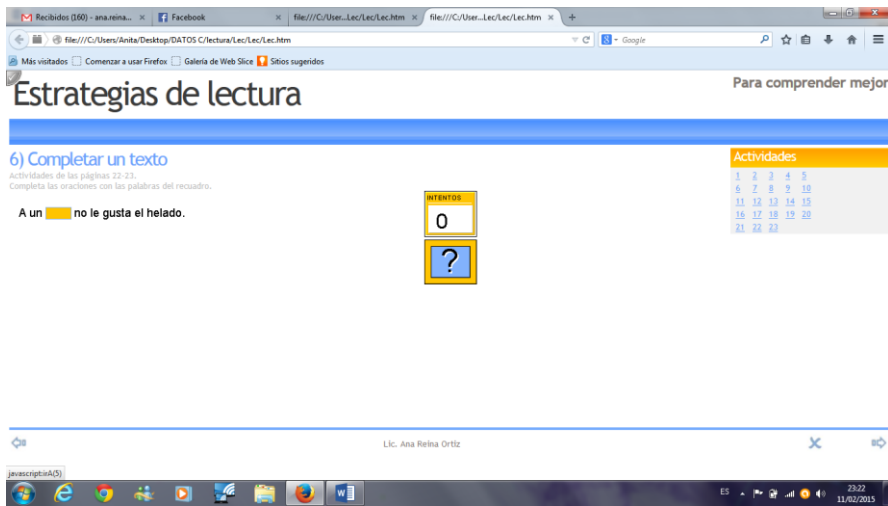 Recibidos (160) - ana.reina... × Facebook × file:///C:/User...Lec/Lec/Lec.htm × file:///C:/User...Lec/Lec/Lec.htm × +
file:///C:/Users/Anita/Desktop/DATOS C/lectura/Lec/Lec/Lec.htm Google
Más visitados Comenzar a usar Firefox Galería de Web Slice Sitios sugeridos
Estrategias de lectura
Para comprender mejor
6) Completar un texto
Actividades de las páginas 22-23.
Completa las oraciones con las palabras del recuadro.
A un no le gusta el helado.
INTENTOS
0
?
Actividades
1 2 3 4 5
6 7 8 9 10
11 12 13 14 15
16 17 18 19 20
21 22 23
Lic. Ana Reina Ortiz
javascript:irA(5)
ES 23:22
11/02/2015